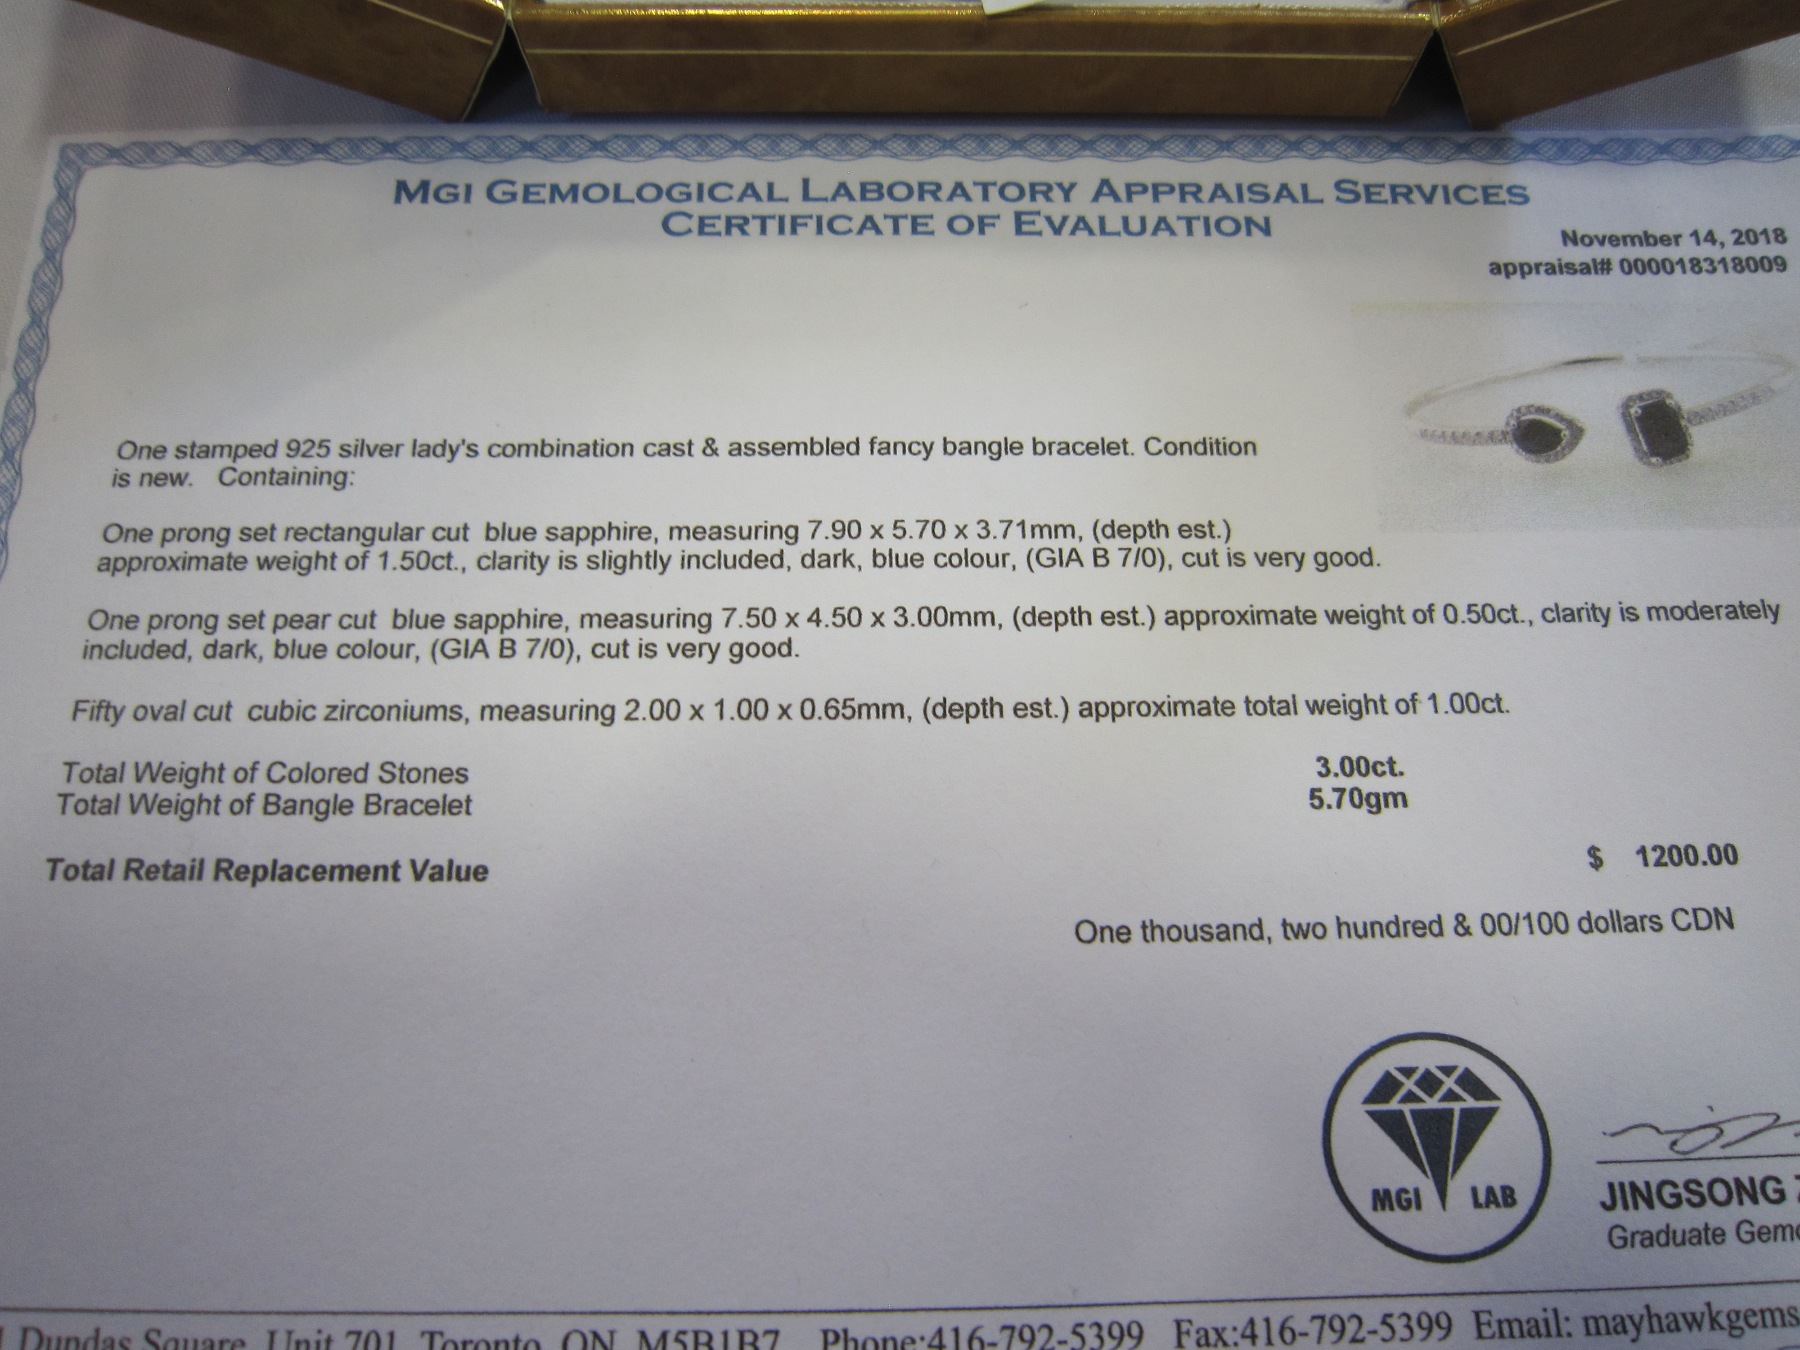 MGI GEMOLOGICAL LABORATORY APPRAISAL SERVICES
CERTIFICATE OF EVALUATION
November 14, 2018
appraisal# 000018318009
One stamped 925 silver lady's combination cast & assembled fancy bangle bracelet. Condition
is new. Containing:
One prong set rectangular cut blue sapphire, measuring 7.90 x 5.70 x 3.71mm, (depth est.)
approximate weight of 1.50ct., clarity is slightly included, dark, blue colour, (GIA B 7/0), cut is very good.
One prong set pear cut blue sapphire, measuring 7.50 x 4.50 x 3.00mm, (depth est.) approximate weight of 0.50ct., clarity is moderately
included, dark, blue colour, (GIA B 7/0), cut is very good.
Fifty oval cut cubic zirconiums, measuring 2.00 x 1.00 x 0.65mm, (depth est.) approximate total weight of 1.00ct.
Total Weight of Colored Stones 3.00ct.
Total Weight of Bangle Bracelet 5.70gm
Total Retail Replacement Value $ 1200.00
One thousand, two hundred & 00/100 dollars CDN
MGI LAB
JINGSONG
Graduate Gem
Dundas Square, Unit 701, Toronto, ON, M5B1B7 Phone:416-792-5399 Fax:416-792-5399 Email: mayhawkgems